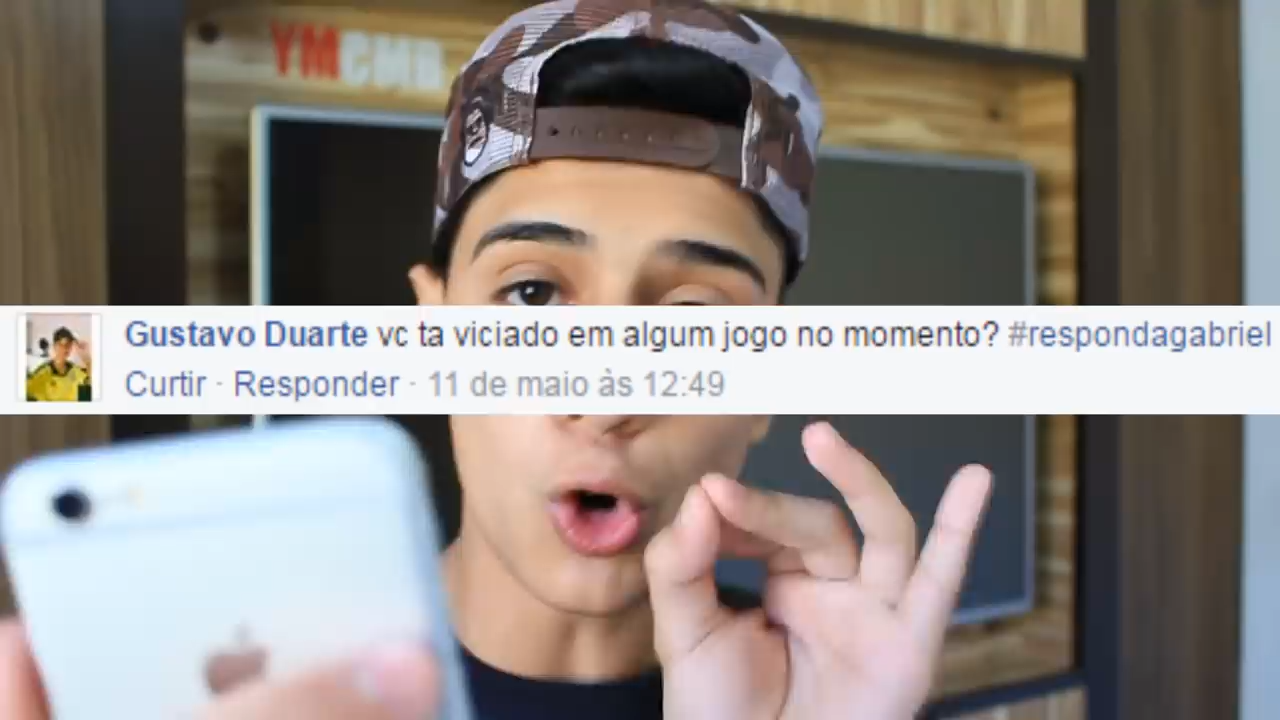 YMCMB
Gustavo Duarte vc ta viciado em algum jogo no momento? #respondagabriel
Curtir · Responder · 11 de maio às 12:49